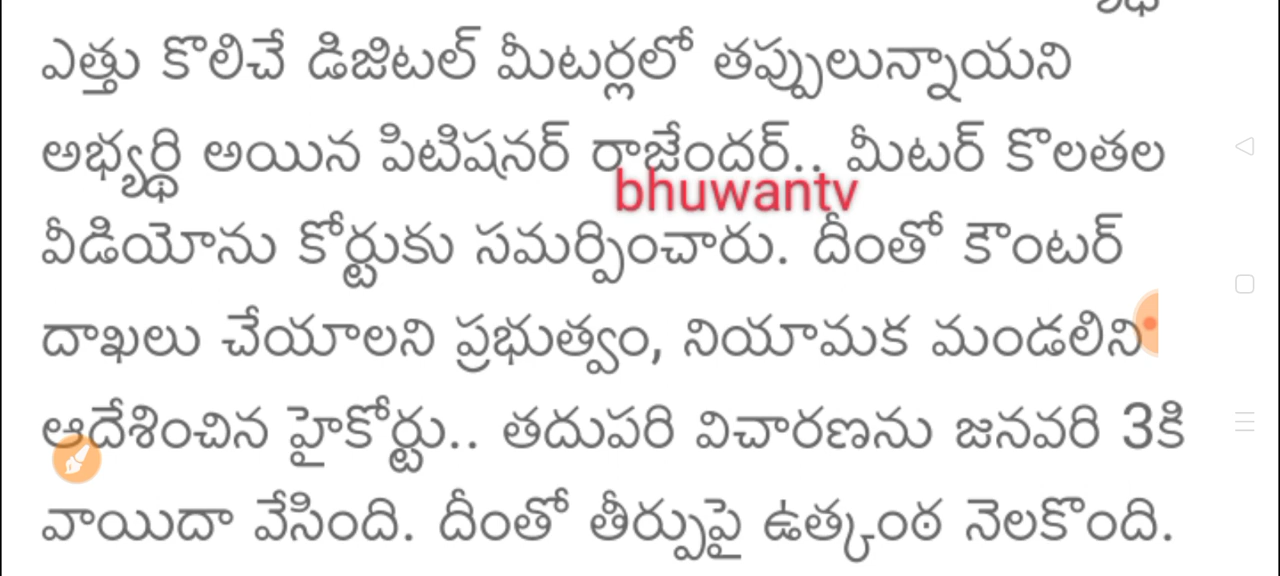 ఎత్తు కొలిచే డిజిటల్ మీటర్లలో తప్పులున్నాయని
అభ్యర్థి అయిన పిటిషనర్ రాజేందర్.. మీటర్ కొలతల
bhuwantv
వీడియోను కోర్టుకు సమర్పించారు. దీంతో కౌంటర్
దాఖలు చేయాలని ప్రభుత్వం, నియామక మండలిని
ఆదేశించిన హైకోర్టు.. తదుపరి విచారణను జనవరి 3కి
వాయిదా వేసింది. దీంతో తీర్పుపై ఉత్కంఠ నెలకొంది.